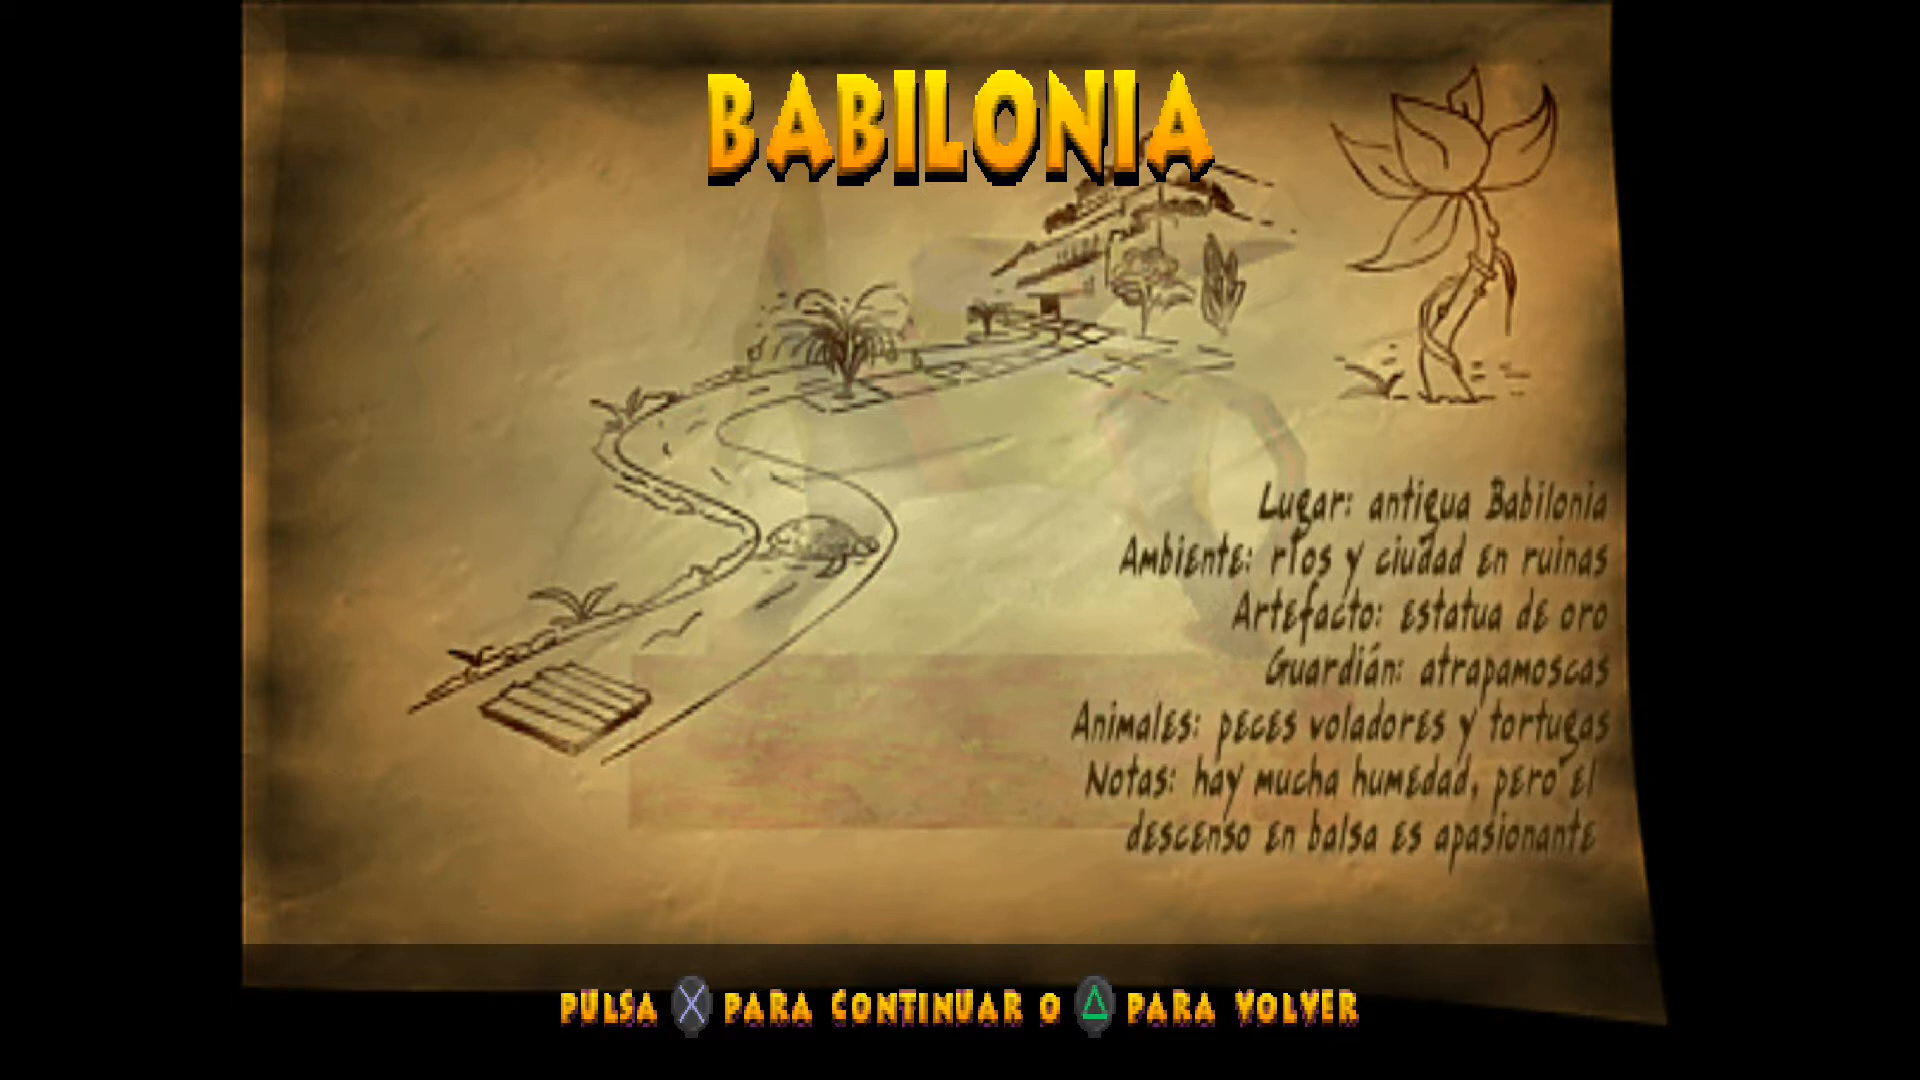 BABILONIA
Lugar: antigua Babilonia
Ambiente: ríos y ciudad en ruinas
Artefacto: estatua de oro
Guardián: atrapamoscas
Animales: peces voladores y tortugas
Notas: hay mucha humedad, pero el
descenso en balsa es apasionante
PULSA X PARA CONTINUAR O △ PARA VOLVER